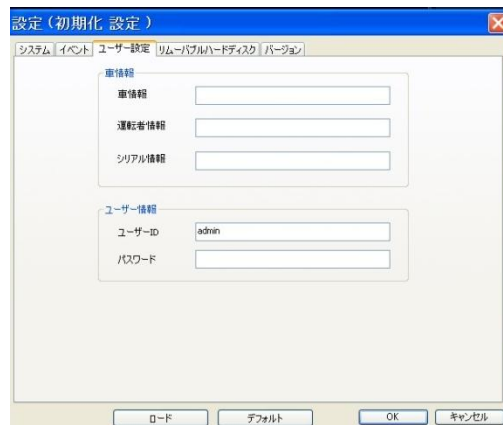 設定(初期化 設定)
システム イベント ユーザー設定 リムーバブルハードディスク バージョン
車情報
車情報
運転者情報
シリアル情報
ユーザー情報
ユーザーID admin
パスワード
ロード デフォルト OK キャンセル